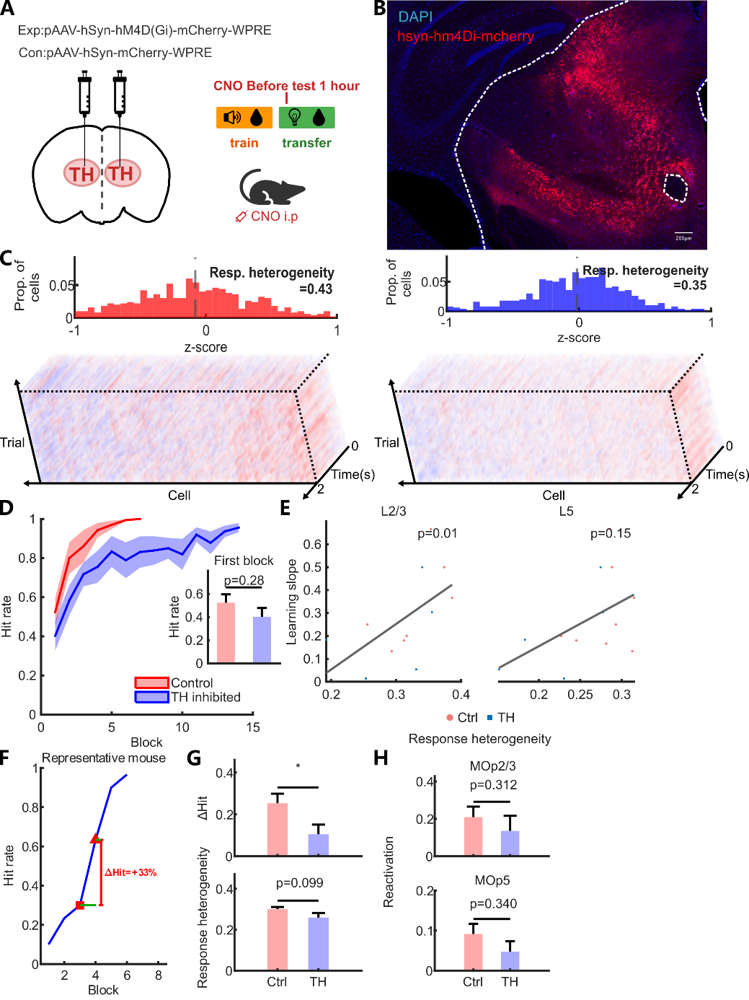 A
Exp:pAAV-hSyn-hM4D(Gi)-mCherry-WPRE
Con:pAAV-hSyn-mCherry-WPRE
CNO Before test 1 hour
train
transfer
TH
TH
CNO i.p
B
DAPI
hsyn-hm4Di-mcherry
200μm
C
Prop. of
cells
0.05
0
Resp. heterogeneity
=0.43
-1
0
1
z-score
Trial
Cell
Time(s)
0
2
Prop. of
cells
0.05
0
Resp. heterogeneity
=0.35
-1
0
1
z-score
Trial
Cell
Time(s)
0
2
D
Hit rate
1
0.8
0.6
0.4
0.2
0
0
5
10
15
Block
First block
p=0.28
Hit rate
0.6
0.4
0.2
0
Control
TH inhibited
E
L2/3
p=0.01
Learning slope
0.6
0.5
0.4
0.3
0.2
0.1
0
0.2
0.3
0.4
L5
p=0.15
0.2
0.25
0.3
Ctrl
TH
Response heterogeneity
F
Representative mouse
Hit rate
1
0.8
0.6
0.4
0.2
0
ΔHit=+33%
2
4
6
8
Block
G
ΔHit
0.4
0.2
0
*
Response heterogeneity
0.4
0.2
0
p=0.099
Ctrl
TH
H
Reactivation
MOp2/3
p=0.312
0.4
0.2
0
MOp5
p=0.340
0.2
0.1
0
Ctrl
TH